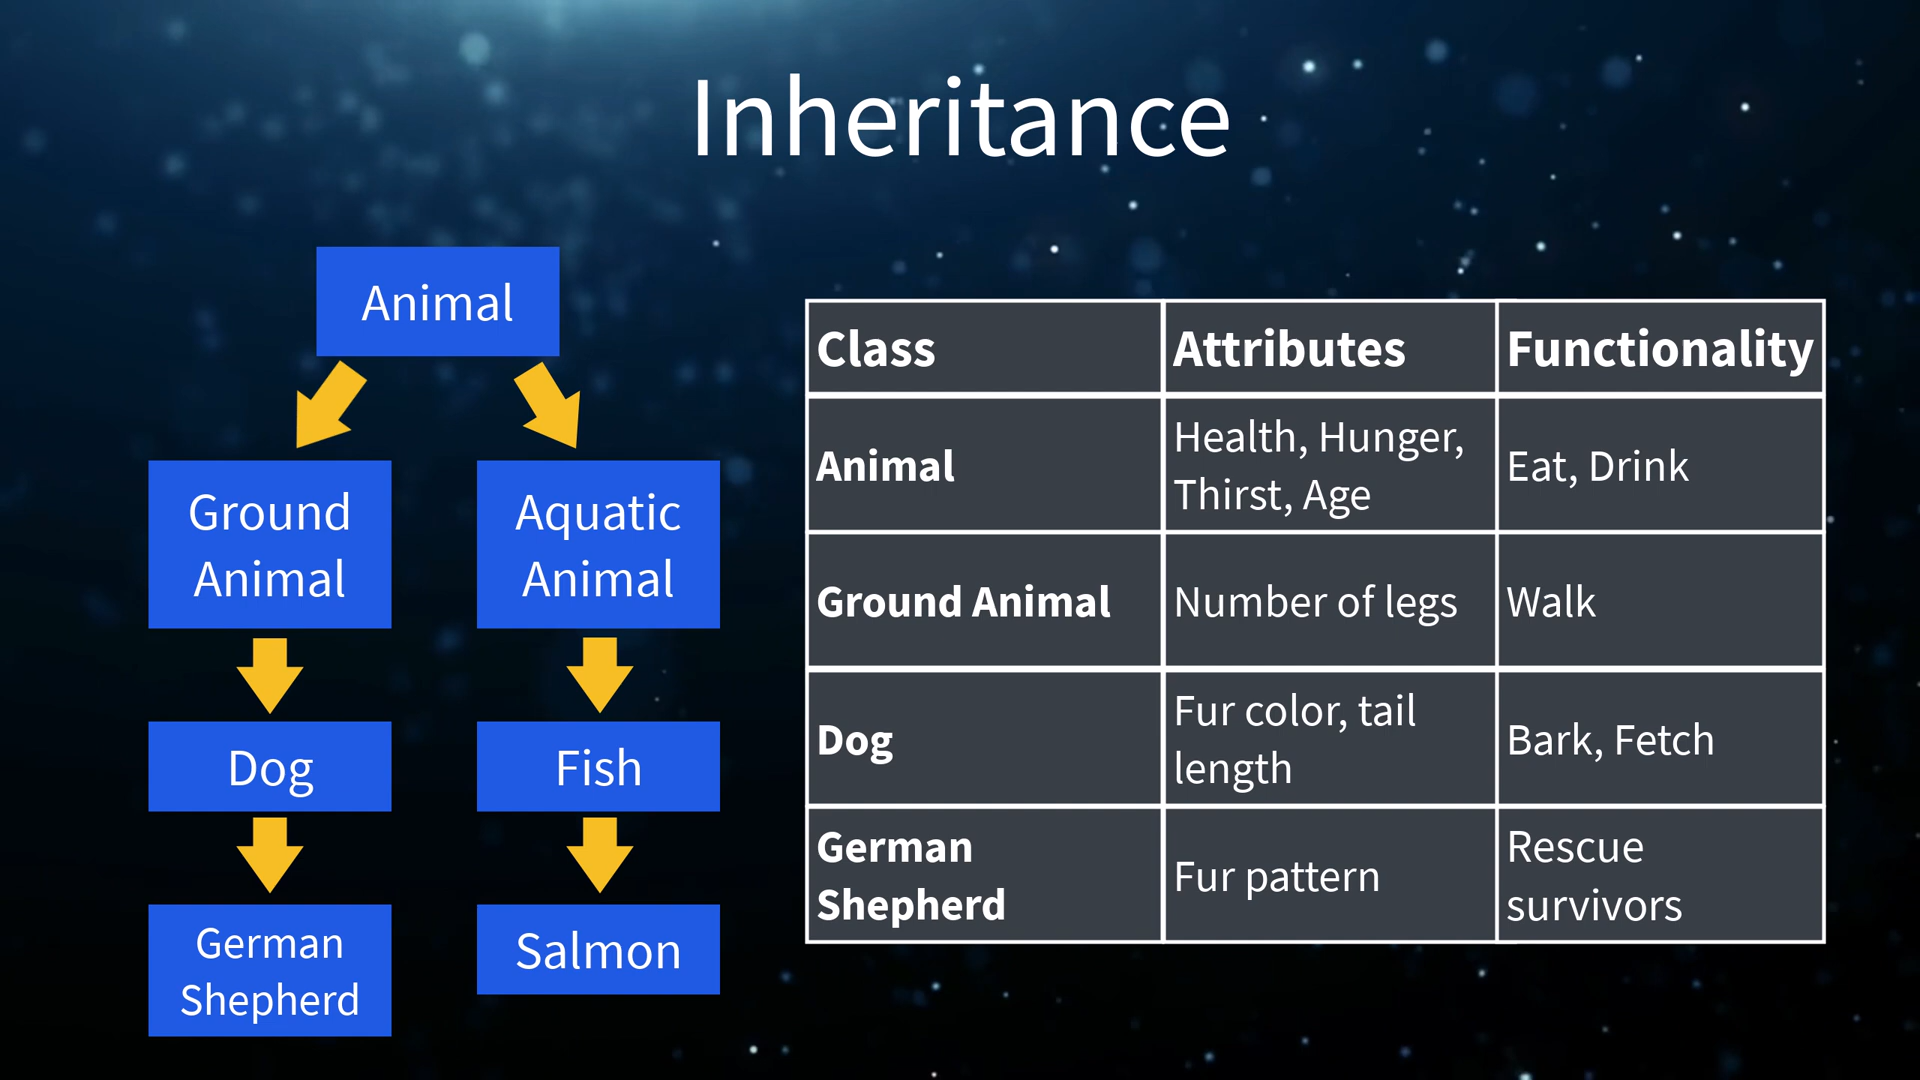 Inheritance
Animal
Ground
Animal
Aquatic
Animal
Dog
Fish
German
Shepherd
Salmon
Class
Attributes
Functionality
Animal
Health, Hunger,
Thirst, Age
Eat, Drink
Ground Animal
Number of legs
Walk
Dog
Fur color, tail
length
Bark, Fetch
German
Shepherd
Fur pattern
Rescue
survivors